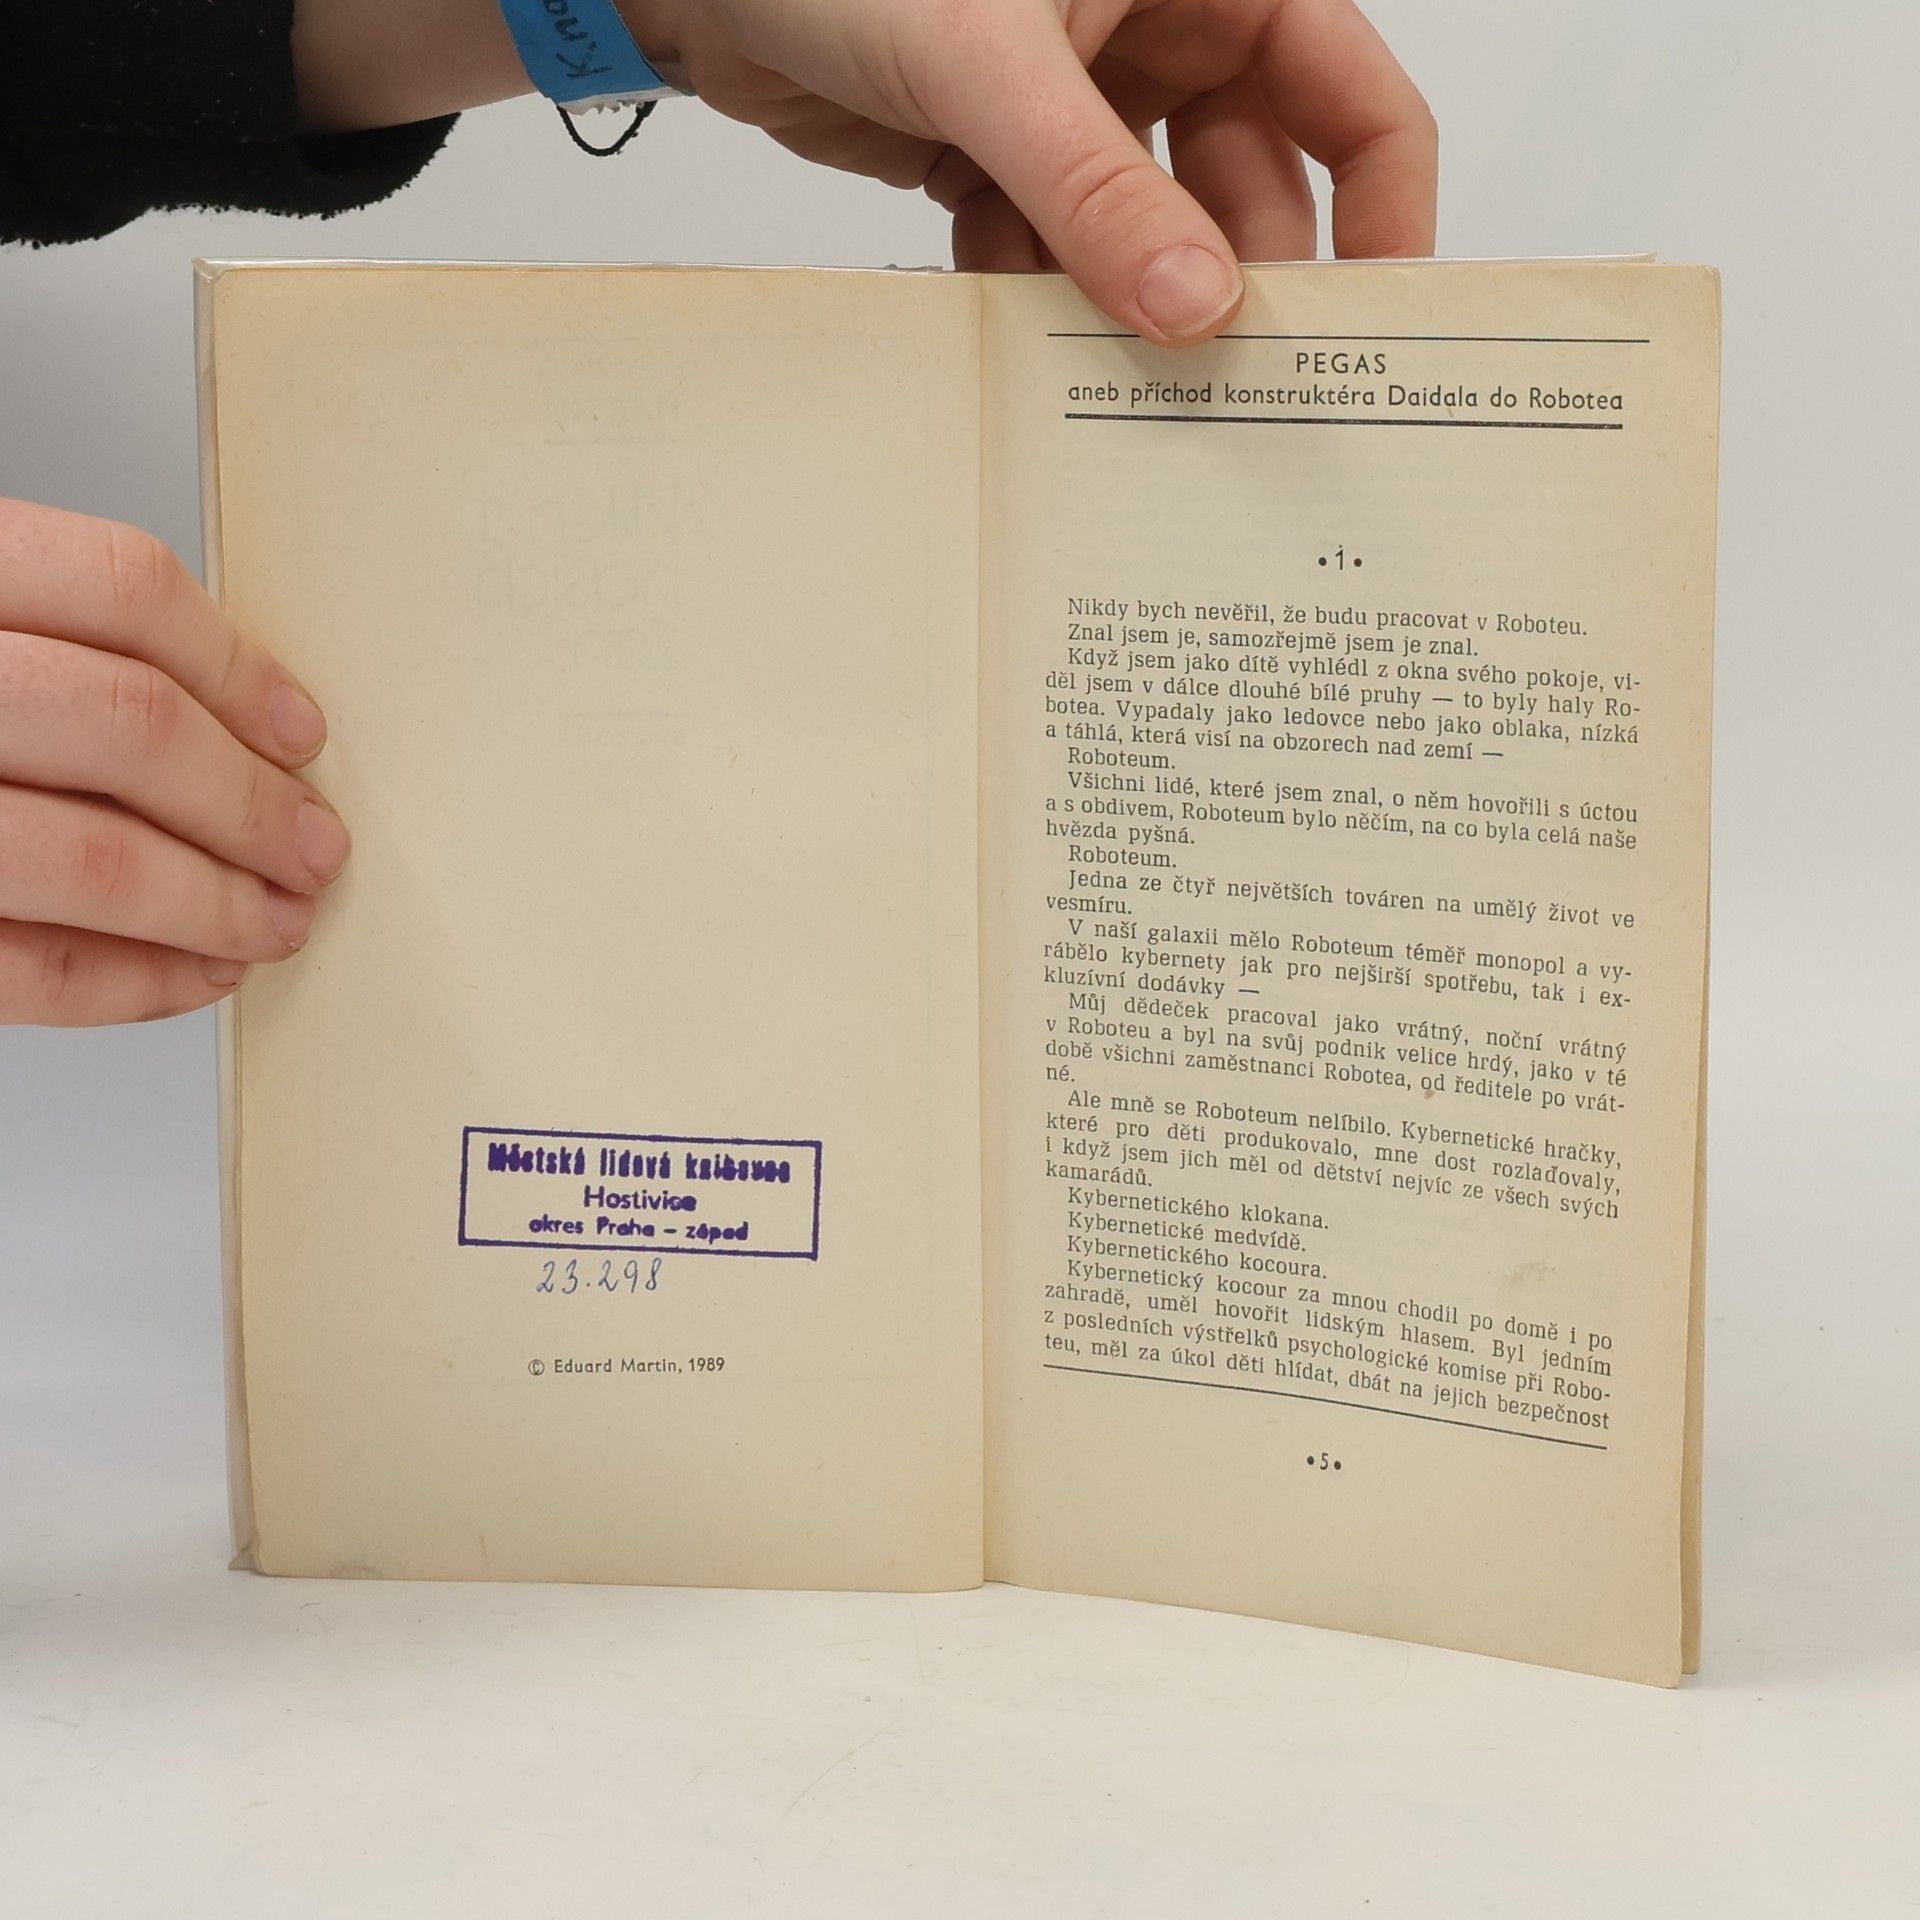 Městská lidová knihovna
Hostivice
okres Praha – západ
23.298
© Eduard Martin, 1989
PEGAS
aneb příchod konstruktéra Daidala do Robotea
•1•
Nikdy bych nevěřil, že budu pracovat v Roboteu.
Znal jsem je, samozřejmě jsem je znal.
Když jsem jako dítě vyhlédl z okna svého pokoje, vi-
děl jsem v dálce dlouhé bílé pruhy — to byly haly Ro-
botea. Vypadaly jako ledovce nebo jako oblaka, nízká
a táhlá, která visí na obzorech nad zemí —
Roboteum.
Všichni lidé, které jsem znal, o něm hovořili s úctou
a s obdivem, Roboteum bylo něčím, na co byla celá naše
hvězda pyšná.
Roboteum.
Jedna ze čtyř největších továren na umělý život ve
vesmíru.
V naší galaxii mělo Roboteum téměř monopol a vy-
rábělo kybernety jak pro nejširší spotřebu, tak i ex-
kluzívní dodávky —
Můj dědeček pracoval jako vrátný, noční vrátný
v Roboteu a byl na svůj podnik velice hrdý, jako v té
době všichni zaměstnanci Robotea, od ředitele po vrát-
né.
Ale mně se Roboteum nelíbilo. Kybernetické hračky,
které pro děti produkovalo, mne dost rozlaďovaly,
i když jsem jich měl od dětství nejvíc ze všech svých
kamarádů.
Kybernetického klokana.
Kybernetické medvídě.
Kybernetického kocoura.
Kybernetický kocour za mnou chodil po domě i po
zahradě, uměl hovořit lidským hlasem. Byl jedním
z posledních výstřelků psychologické komise při Robo-
teu, měl za úkol děti hlídat, dbát na jejich bezpečnost
•5•